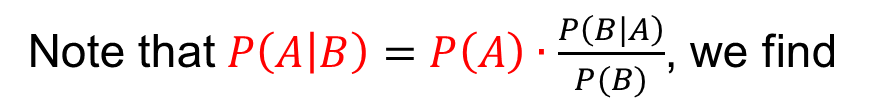 Note that P(A|B) = P(A) · P(B|A)/P(B), we find